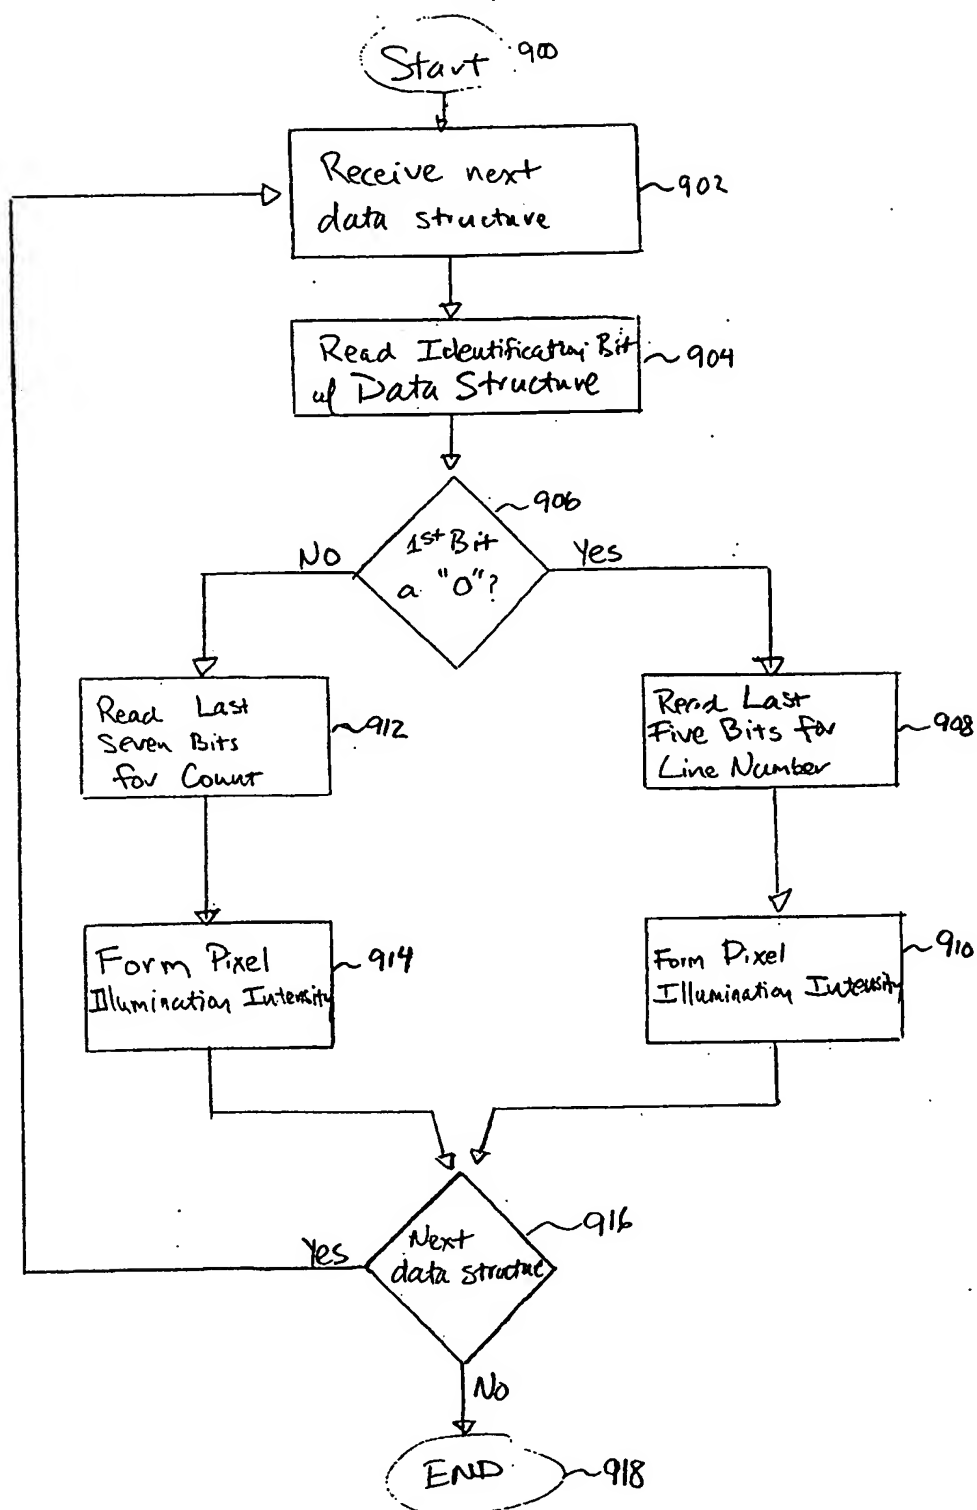 Start 900
Receive next
data structure
902
Read Identification Bit
w/ Data Structure
904
906
1st Bit
a "0"?
No
Yes
Read Last
Seven Bits
for Count
912
Read Last
Five Bits for
Line Number
908
Form Pixel
Illumination Intensity
914
Form Pixel
Illumination Intensity
910
916
Next
data structure
Yes
No
END
918